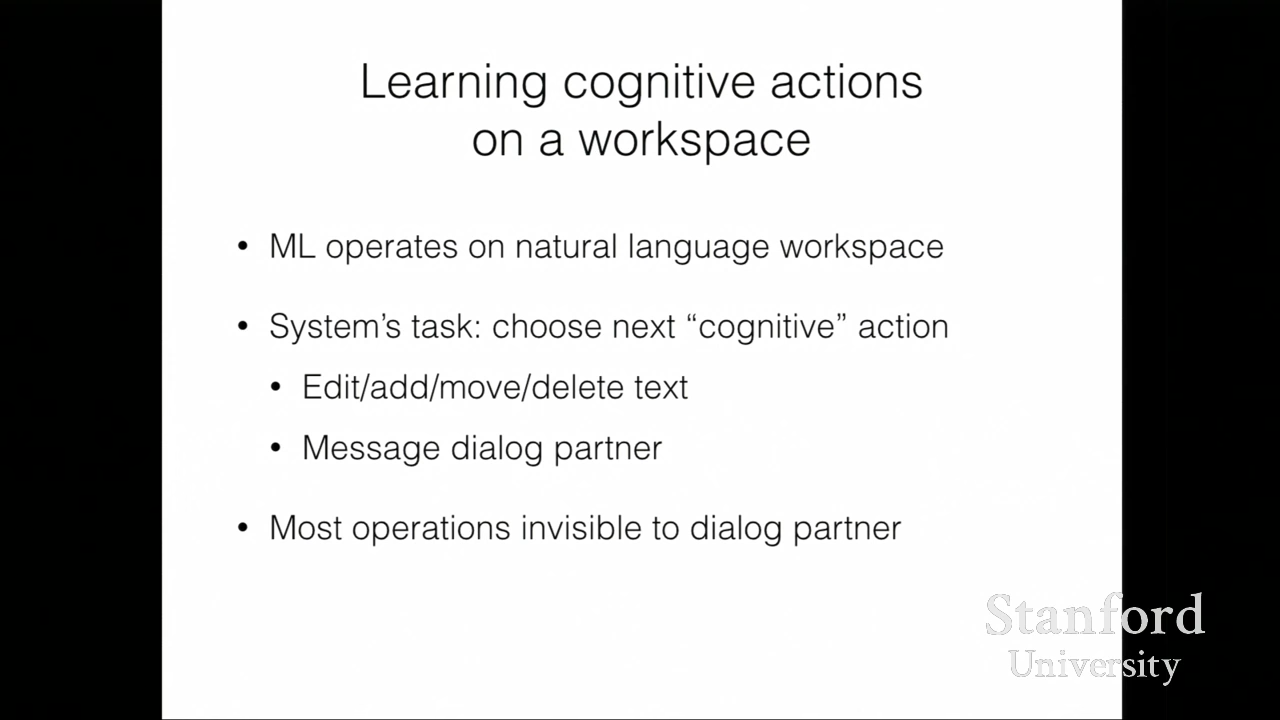 Learning cognitive actions
on a workspace
• ML operates on natural language workspace
• System’s task: choose next “cognitive” action
• Edit/add/move/delete text
• Message dialog partner
• Most operations invisible to dialog partner
Stanford
University